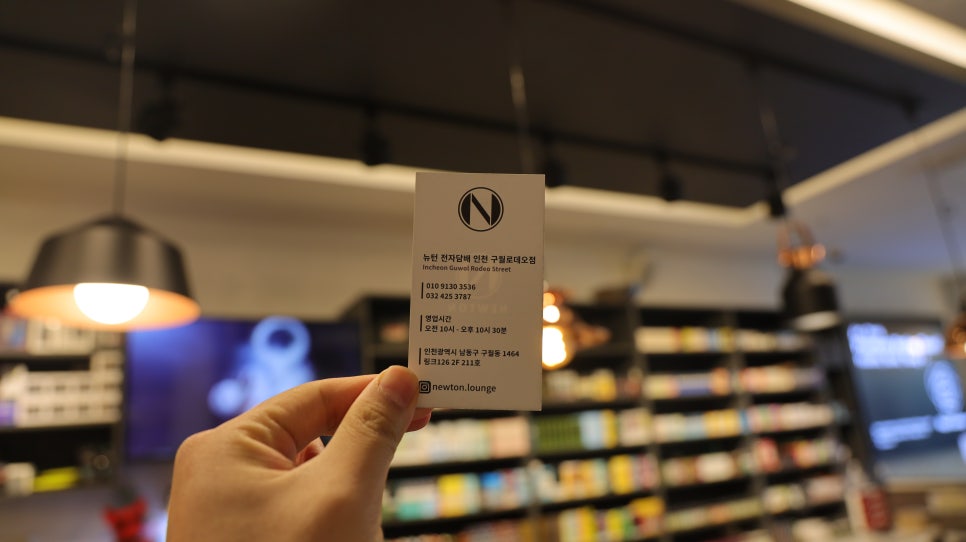 N
뉴턴 전자담배 인천 구월로데오점
Incheon Guwol Rodeo Street
010 9130 3536
032 425 3787
영업시간
오전 10시 - 오후 10시 30분
인천광역시 남동구 구월동 1464
링크126 2F 211호
newton.lounge